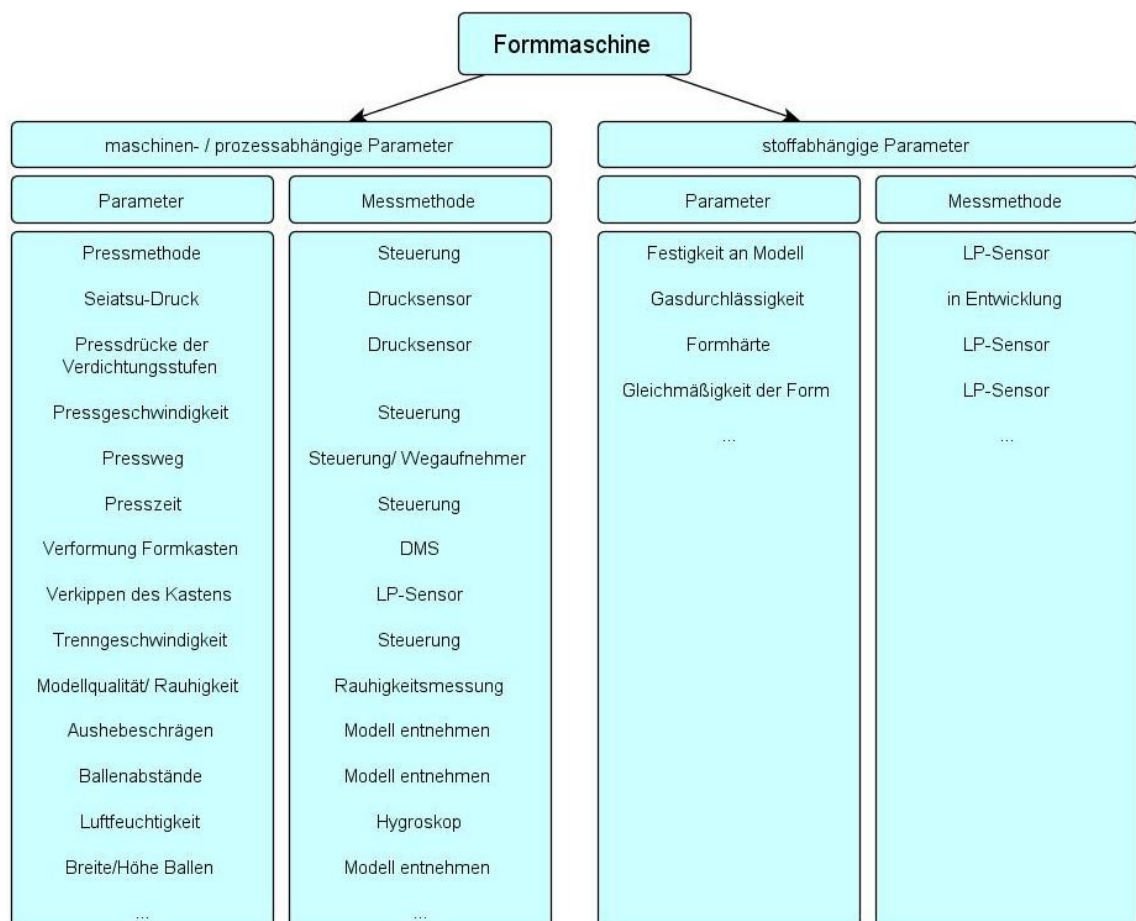 Formmaschine
maschinen- / prozessabhängige Parameter
Parameter
Messmethode
Pressmethode
Steuerung
Seiatsu-Druck
Drucksensor
Pressdrücke der
Verdichtungsstufen
Drucksensor
Pressgeschwindigkeit
Steuerung
Pressweg
Steuerung/ Wegaufnehmer
Presszeit
Steuerung
Verformung Formkasten
DMS
Verkippen des Kastens
LP-Sensor
Trenngeschwindigkeit
Steuerung
Modellqualität/ Rauhigkeit
Rauhigkeitsmessung
Aushebeschrägen
Modell entnehmen
Ballenabstände
Modell entnehmen
Luftfeuchtigkeit
Hygroskop
Breite/Höhe Ballen
Modell entnehmen
...
...
stoffabhängige Parameter
Parameter
Messmethode
Festigkeit an Modell
LP-Sensor
Gasdurchlässigkeit
in Entwicklung
Formhärte
LP-Sensor
Gleichmäßigkeit der Form
LP-Sensor
...
...